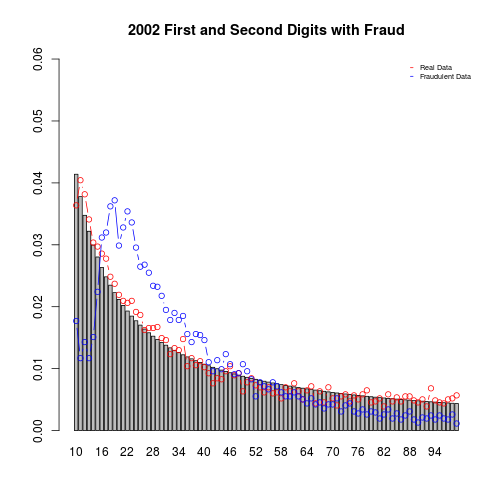 2002 First and Second Digits with Fraud
Real Data
Fraudulent Data
0.06
0.05
0.04
0.03
0.02
0.01
0.00
10 16 22 28 34 40 46 52 58 64 70 76 82 88 94